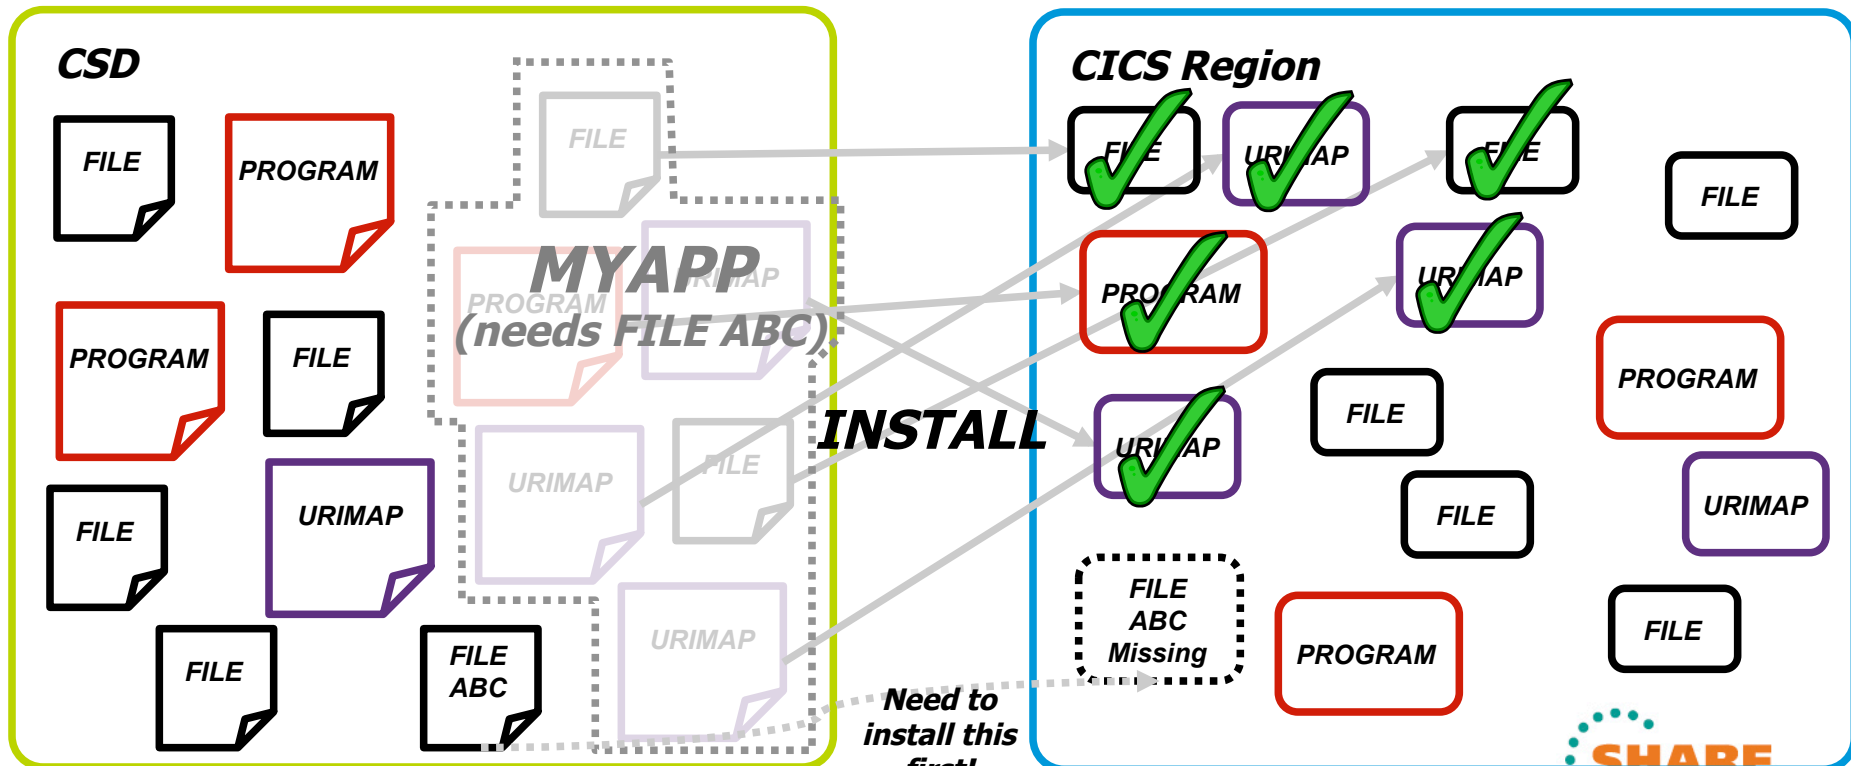 CSD
FILE
PROGRAM
PROGRAM
FILE
FILE
URIMAP
FILE
FILE
ABC
FILE
PROGRAM
URIMAP
MYAPP
(needs FILE ABC)
URIMAP
FILE
URIMAP
INSTALL
Need to
install this
first!
CICS Region
FILE
URIMAP
FILE
FILE
PROGRAM
URIMAP
PROGRAM
FILE
URIMAP
FILE
URIMAP
FILE
ABC
Missing
PROGRAM
FILE
SHARE